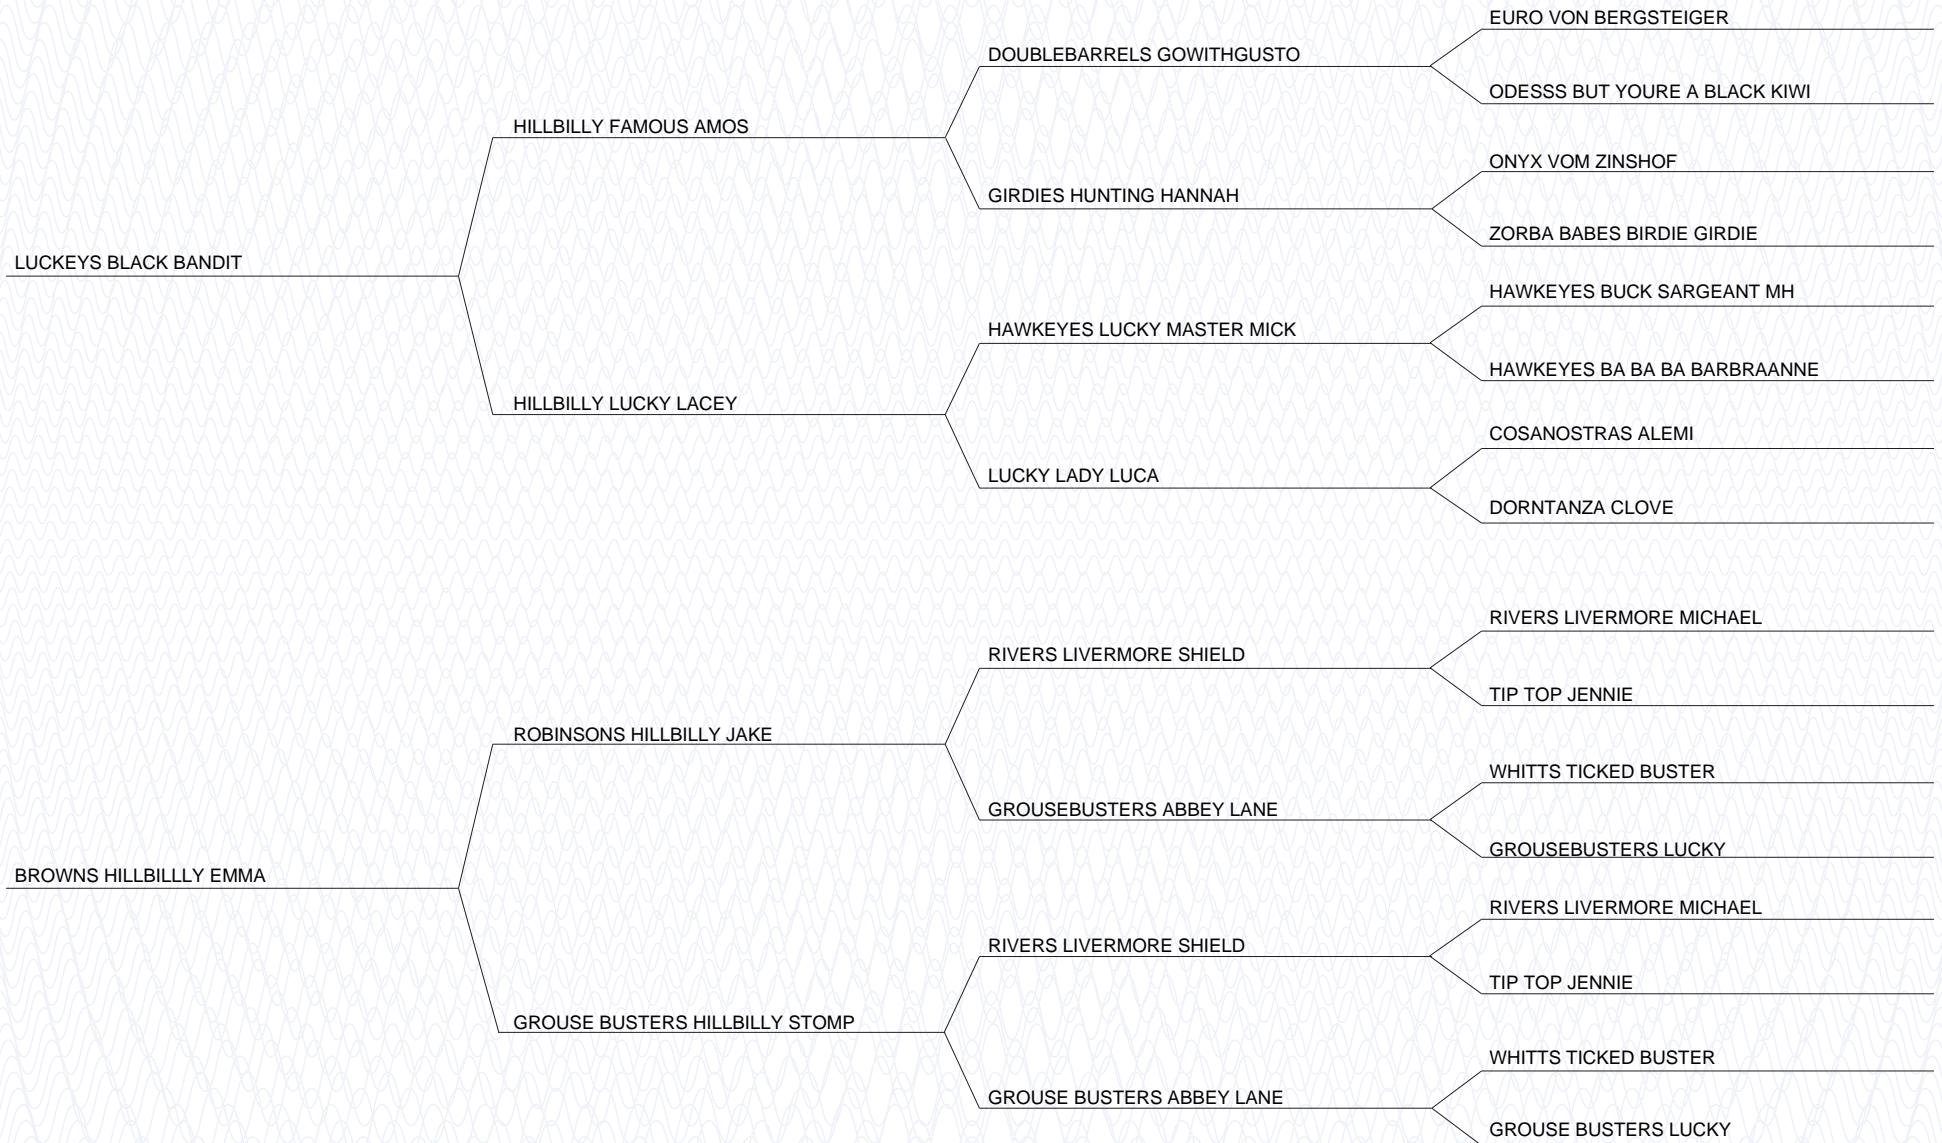 EURO VON BERGSTEIGER
DOUBLEBARRELS GOWITHGUSTO
ODESSS BUT YOURE A BLACK KIWI
HILLBILLY FAMOUS AMOS
ONYX VOM ZINSHOF
GIRDIES HUNTING HANNAH
ZORBA BABES BIRDIE GIRDIE
LUCKEYS BLACK BANDIT
HAWKEYES BUCK SARGEANT MH
HAWKEYES LUCKY MASTER MICK
HAWKEYES BA BA BA BARBRAANNE
HILLBILLY LUCKY LACEY
COSANOSTRAS ALEMI
LUCKY LADY LUCA
DORNTANZA CLOVE
RIVERS LIVERMORE MICHAEL
RIVERS LIVERMORE SHIELD
TIP TOP JENNIE
ROBINSONS HILLBILLY JAKE
WHITTS TICKED BUSTER
GROUSEBUSTERS ABBEY LANE
GROUSEBUSTERS LUCKY
BROWNS HILLBILLLY EMMA
RIVERS LIVERMORE MICHAEL
RIVERS LIVERMORE SHIELD
TIP TOP JENNIE
GROUSE BUSTERS HILLBILLY STOMP
WHITTS TICKED BUSTER
GROUSE BUSTERS ABBEY LANE
GROUSE BUSTERS LUCKY